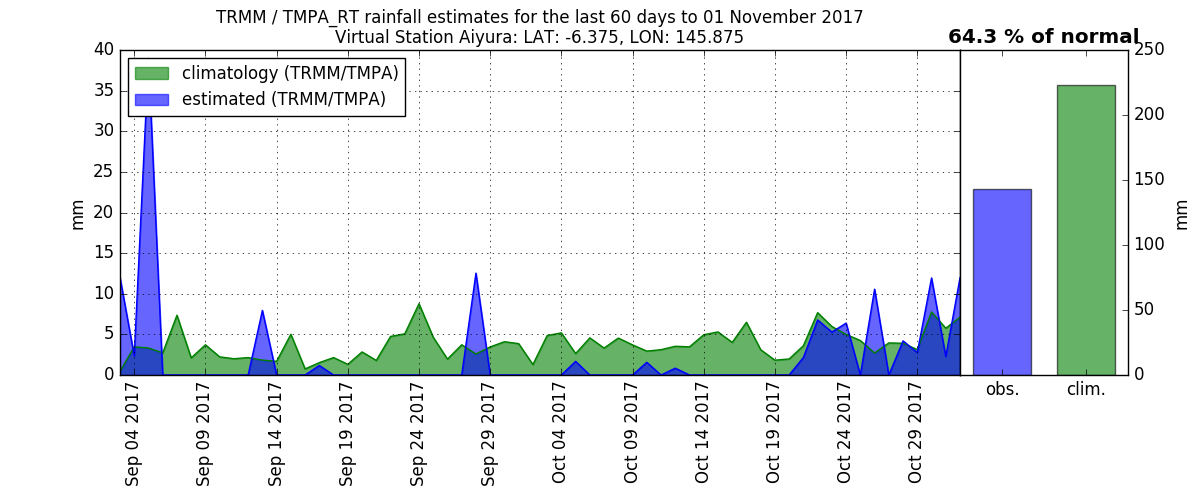 TRMM / TMPA_RT rainfall estimates for the last 60 days to 01 November 2017
Virtual Station Aiyura: LAT: -6.375, LON: 145.875
64.3 % of normal
climatology (TRMM/TMPA)
estimated (TRMM/TMPA)
mm
40
35
30
25
20
15
10
5
0
Sep 04 2017
Sep 09 2017
Sep 14 2017
Sep 19 2017
Sep 24 2017
Sep 29 2017
Oct 04 2017
Oct 09 2017
Oct 14 2017
Oct 19 2017
Oct 24 2017
Oct 29 2017
obs.
clim.
250
200
150
100
50
0
mm